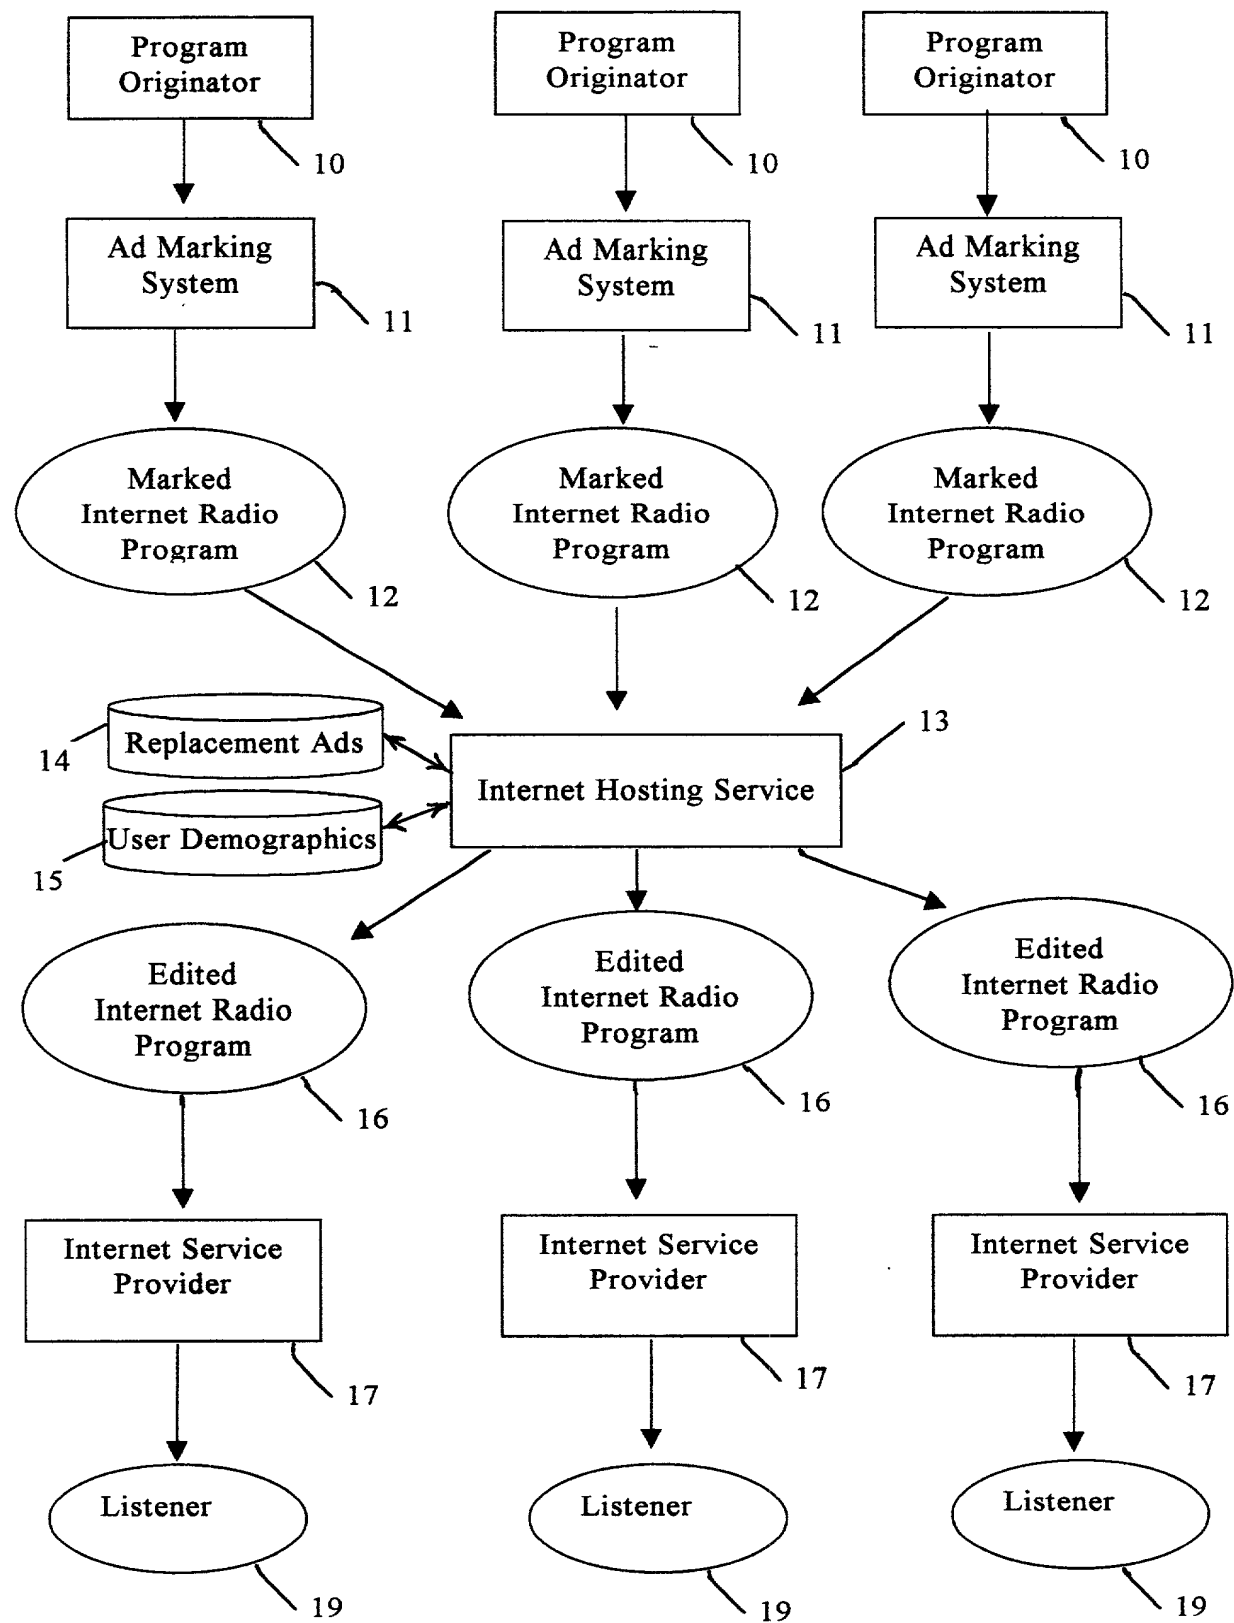 Program
Originator
10
Program
Originator
10
Program
Originator
10
Ad Marking
System
11
Ad Marking
System
11
Ad Marking
System
11
Marked
Internet Radio
Program
12
Marked
Internet Radio
Program
12
Marked
Internet Radio
Program
12
Replacement Ads
14
User Demographics
15
Internet Hosting Service
13
Edited
Internet Radio
Program
16
Edited
Internet Radio
Program
16
Edited
Internet Radio
Program
16
Internet Service
Provider
17
Internet Service
Provider
17
Internet Service
Provider
17
Listener
19
Listener
19
Listener
19